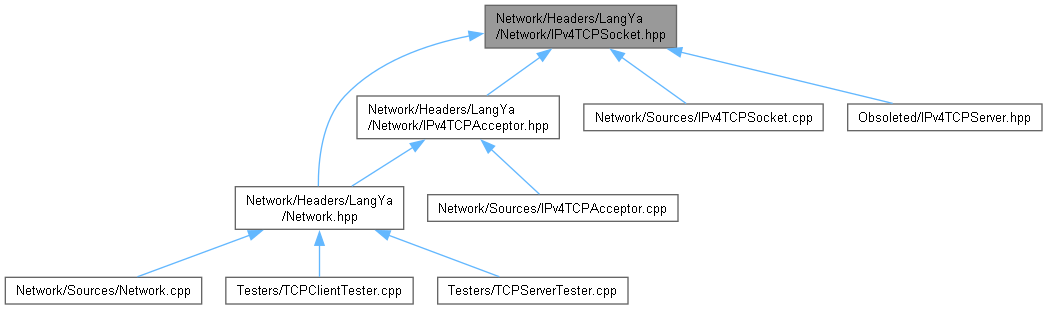 Network/Headers/LangYa
/Network/IPv4TCPSocket.hpp
Network/Headers/LangYa
/Network/IPv4TCPAcceptor.hpp
Network/Sources/IPv4TCPSocket.cpp
Obsoleted/IPv4TCPServer.hpp
Network/Headers/LangYa
/Network.hpp
Network/Sources/IPv4TCPAcceptor.cpp
Network/Sources/Network.cpp
Testers/TCPClientTester.cpp
Testers/TCPServerTester.cpp